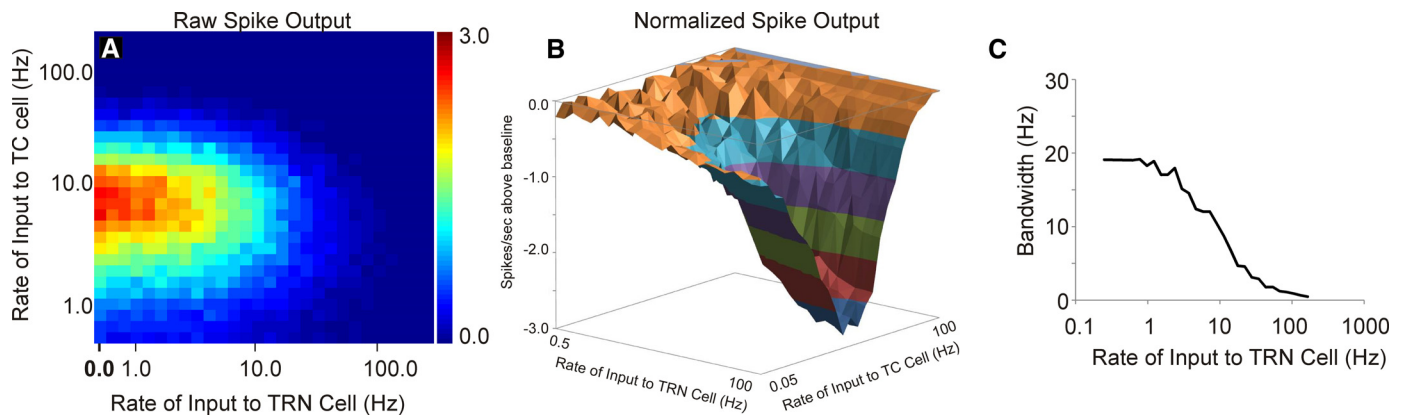 Raw Spike Output
A
Rate of Input to TC cell (Hz)
100.0
10.0
1.0
0.0 1.0 10.0 100.0
Rate of Input to TRN Cell (Hz)
3.0
0.0
Normalized Spike Output
B
Spikes/sec above baseline
0.0
-1.0
-2.0
-3.0
0.5
Rate of Input to TRN Cell (Hz)
100
0.05
Rate of Input to TC Cell (Hz)
100
C
Bandwidth (Hz)
30
20
10
0
0.1 1 10 100 1000
Rate of Input to TRN Cell (Hz)